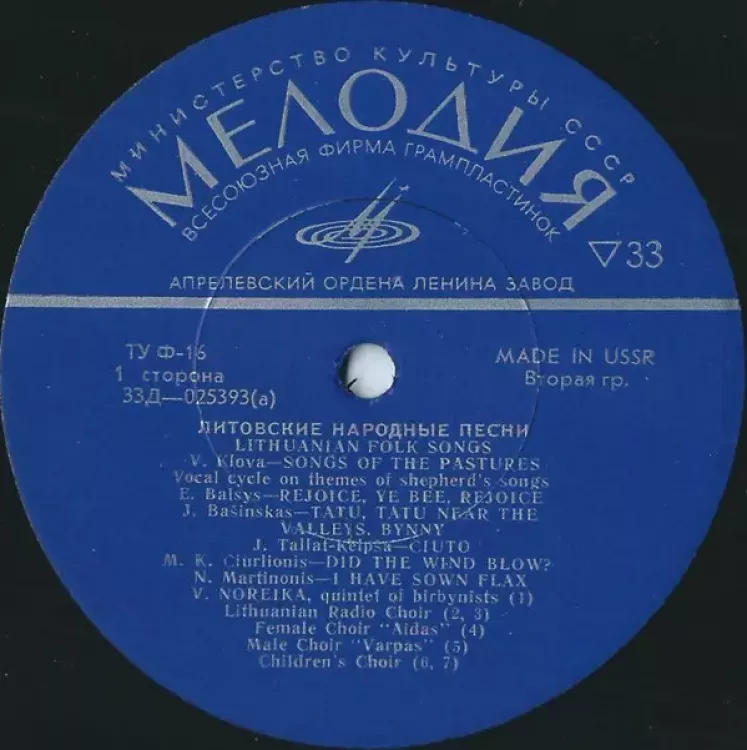 МИНИСТЕРСТВО КУЛЬТУРЫ СССР
МЕЛОДИЯ
ВСЕСОЮЗНАЯ ФИРМА ГРАМПЛАСТИНОК
▽33
АПРЕЛЕВСКИЙ ОРДЕНА ЛЕНИНА ЗАВОД
ТУ Ф-16
MADE IN USSR
1 сторона
Вторая гр.
33Д—025393(а)
ЛИТОВСКИЕ НАРОДНЫЕ ПЕСНИ
LITHUANIAN FOLK SONGS
V. Klova—SONGS OF THE PASTURES
Vocal cycle on themes of shepherd's songs
E. Balsys—REJOICE, YE BEE, REJOICE
J. Bašinskas—TATU, TATU NEAR THE
VALLEYS, BYNNY
J. Tallat-Kelpsa—CIUTO
M. K. Ciurlionis—DID THE WIND BLOW?
N. Martinonis—I HAVE SOWN FLAX
V. NOREIKA, quintet of birbynists (1)
Lithuanian Radio Choir (2, 3)
Female Choir "Aidas" (4)
Male Choir "Varpas" (5)
Children's Choir (6, 7)